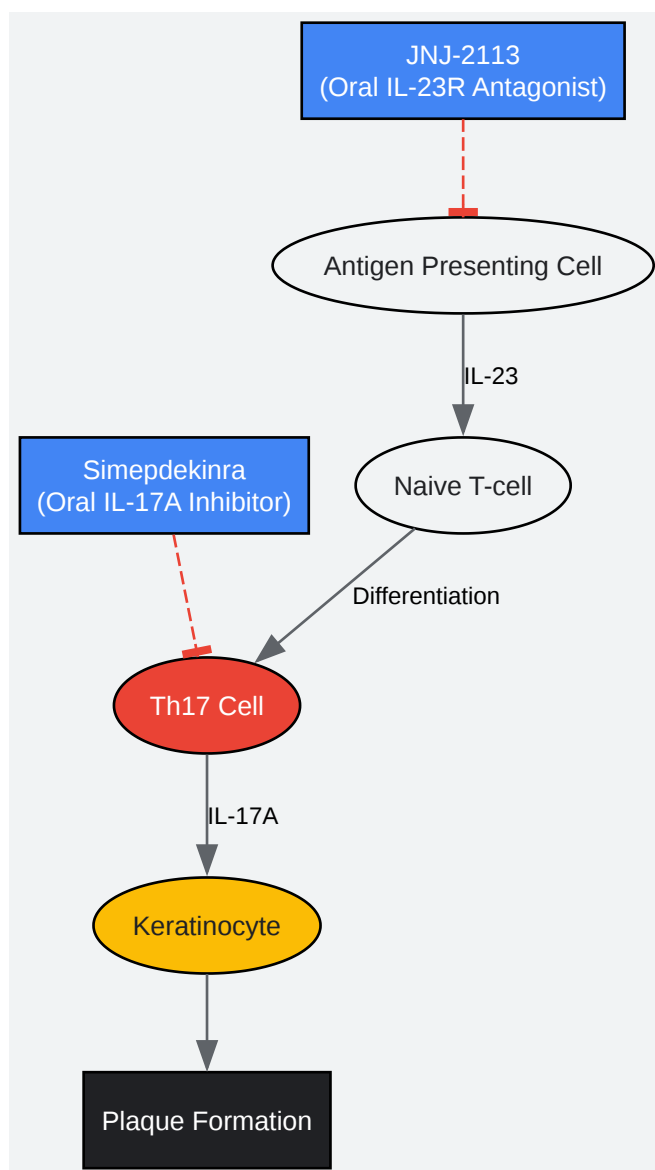 JNJ-2113
(Oral IL-23R Antagonist)
Antigen Presenting Cell
IL-23
Simepdekinra
(Oral IL-17A Inhibitor)
Naive T-cell
Differentiation
Th17 Cell
IL-17A
Keratinocyte
Plaque Formation